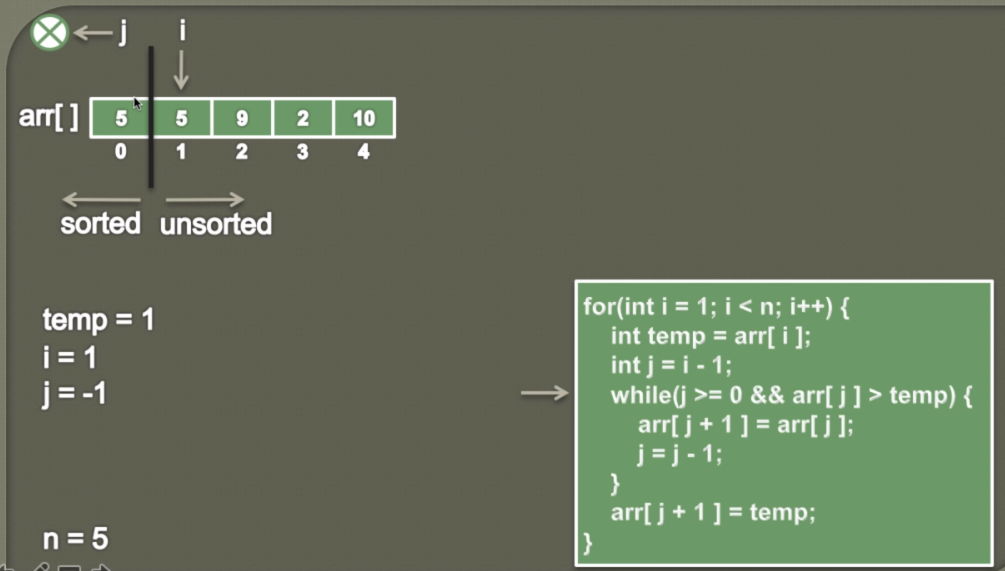 j i
arr[ ] 5 5 9 2 10
0 1 2 3 4
sorted unsorted
temp = 1
i = 1
j = -1
n = 5
for(int i = 1; i < n; i++) {
int temp = arr[ i ];
int j = i - 1;
while(j >= 0 && arr[ j ] > temp) {
arr[ j + 1 ] = arr[ j ];
j = j - 1;
}
arr[ j + 1 ] = temp;
}